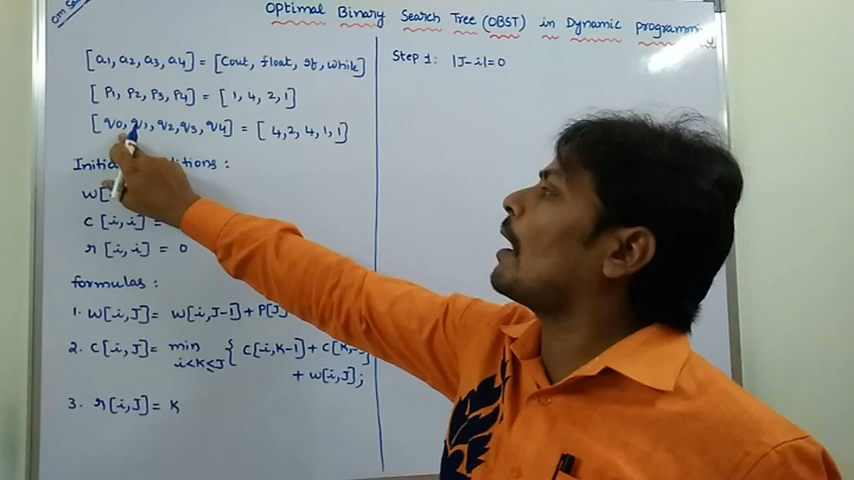 Optimal Binary Search Tree (OBST) in Dynamic programming
[a1, a2, a3, a4] = [Cout, float, if, while]
[P1, P2, P3, P4] = [1, 4, 2, 1]
[q0, q1, q2, q3, q4] = [4, 2, 4, 1, 1]
:
w[
c[i,i] =
r[i,i] = 0
formulas:
1. w[i,J] = w[i,J-1] + P[J]
2. c[i,J] = min i<K≤J { c[i,K-1] + c[K,
+ w[i,J];
3. r[i,J] = K
Step 1: |J-i|=0